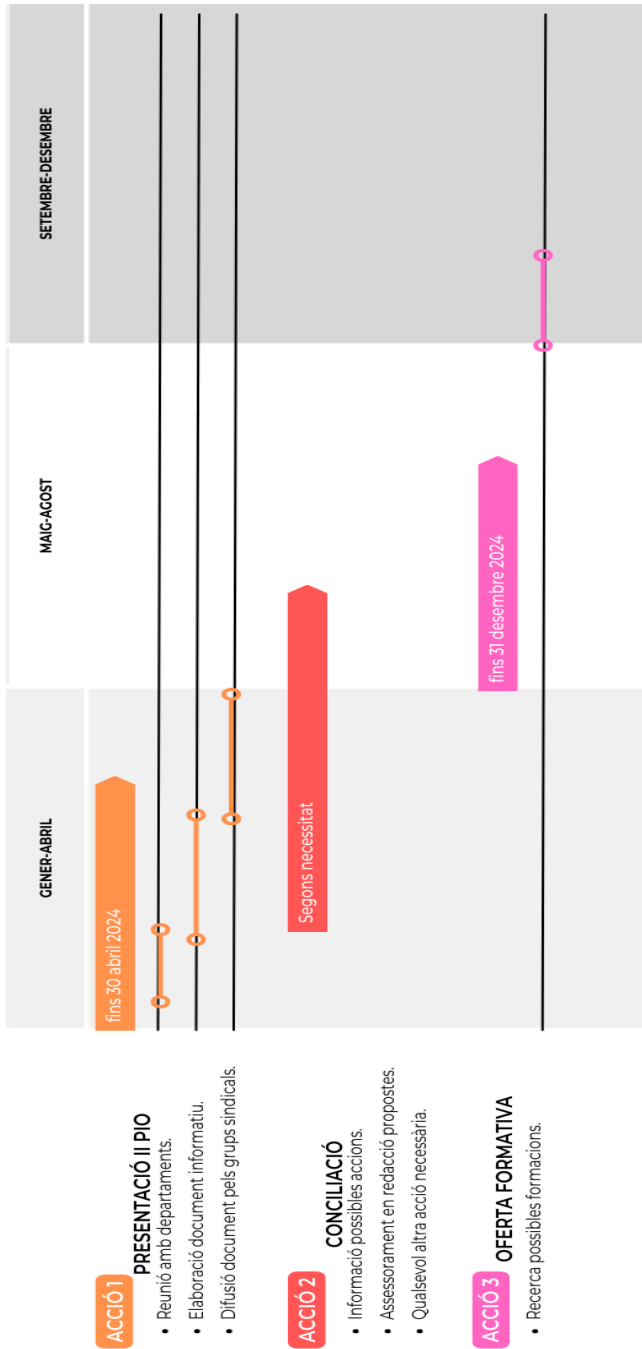 GENER-ABRIL
MAIG-AGOST
SETEMBRE-DESEMBRE
ACCIÓ 1
PRESENTACIÓ II PIO
fins 30 abril 2024
• Reunió amb departaments.
• Elaboració document informatiu.
• Difusió document pels grups sindicals.
ACCIÓ 2
CONCILIACIÓ
Segons necessitat
• Informació possibles accions.
• Assessorament en redacció propostes.
• Qualsevol altra acció necessària.
ACCIÓ 3
OFERTA FORMATIVA
fins 31 desembre 2024
• Recerca possibles formacions.